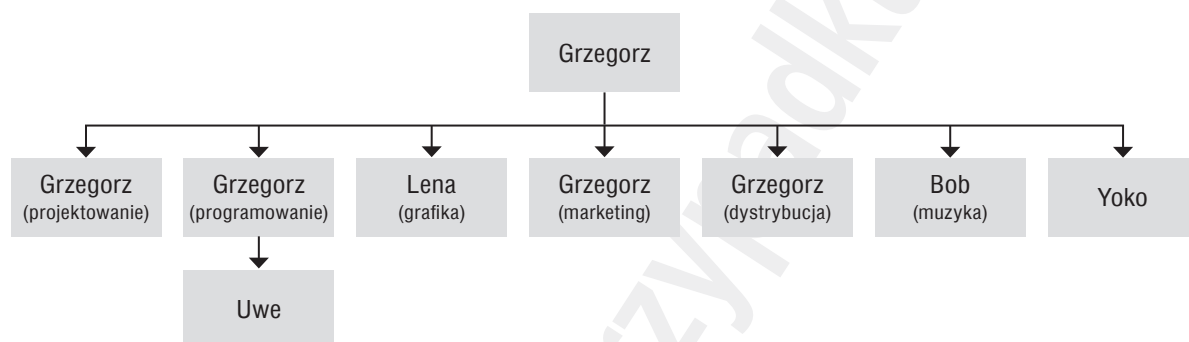 Grzegorz
Grzegorz
(projektowanie)
Grzegorz
(programowanie)
Lena
(grafika)
Grzegorz
(marketing)
Grzegorz
(dystrybucja)
Bob
(muzyka)
Yoko
Uwe